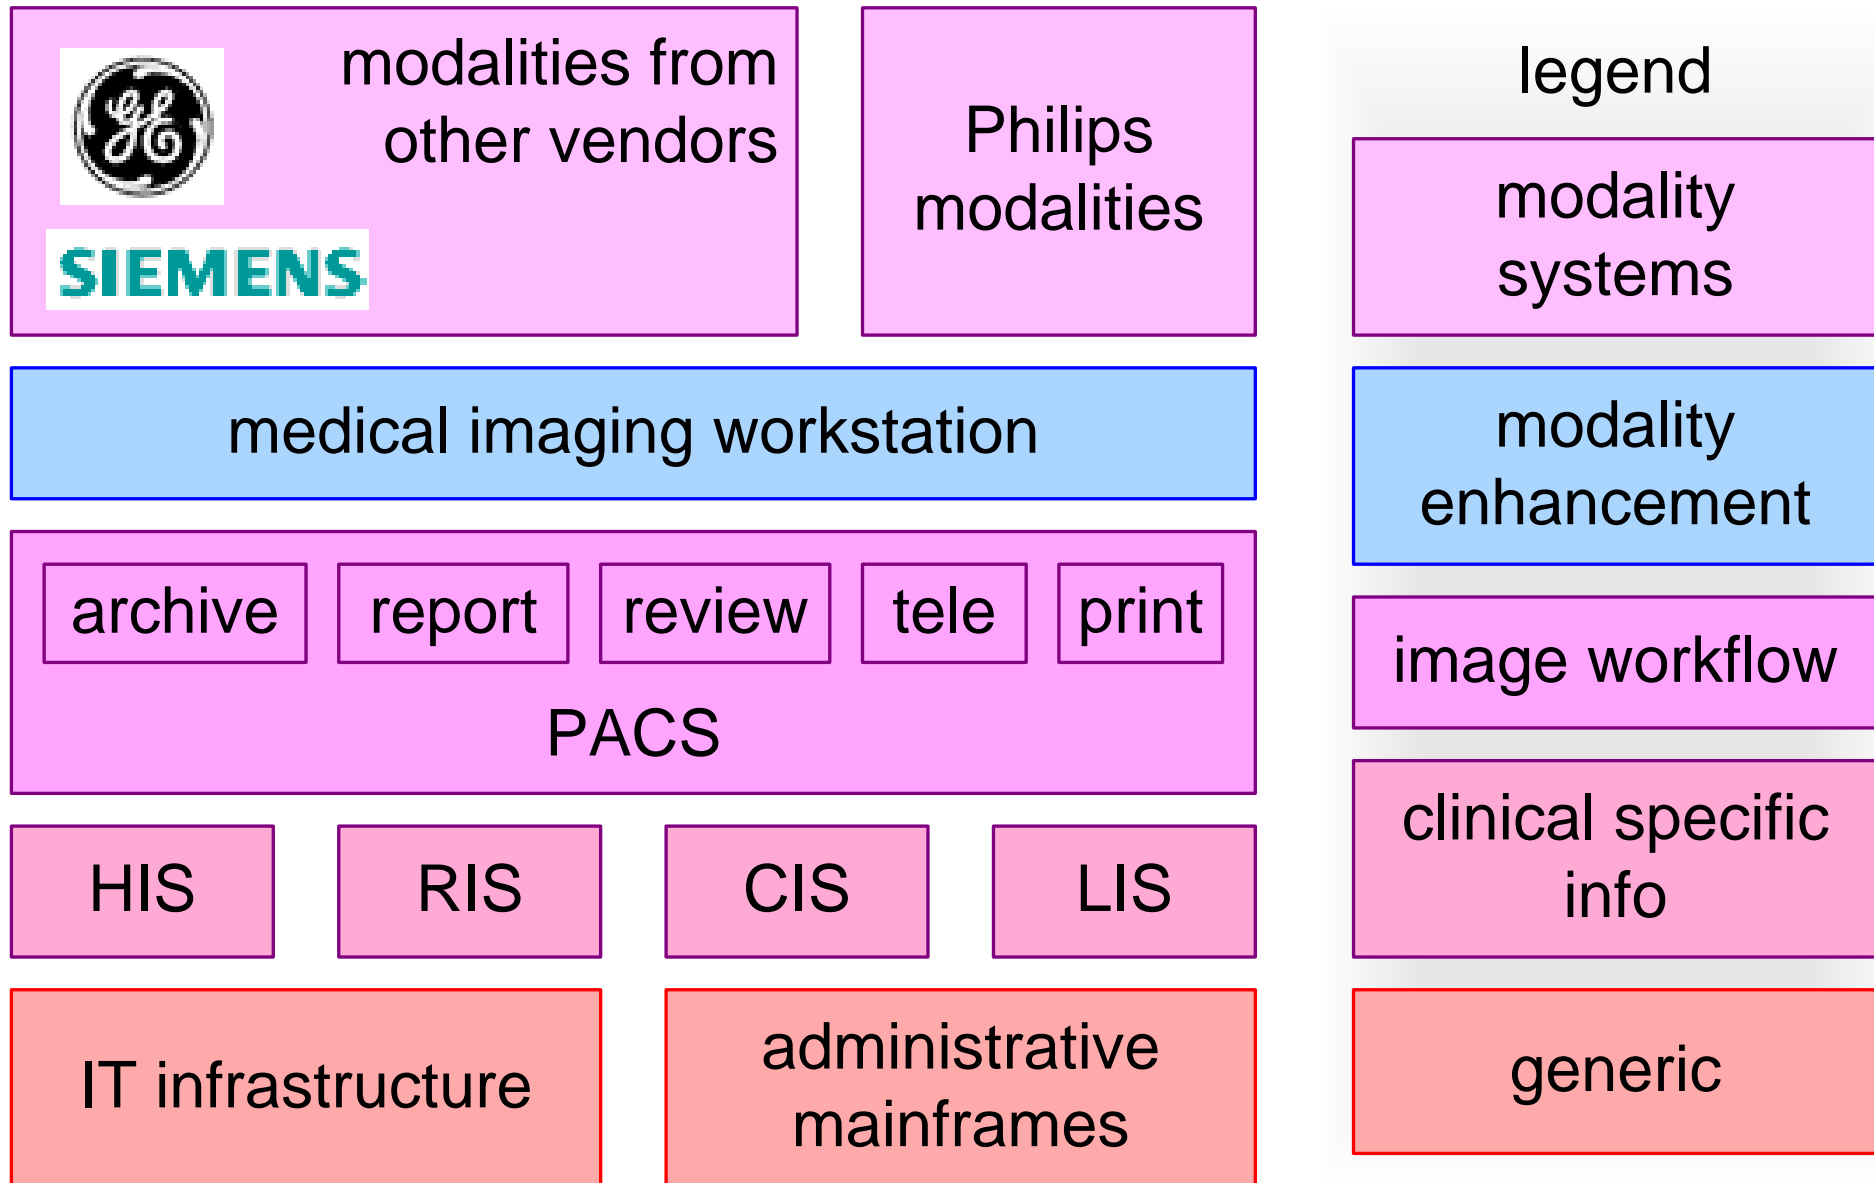 modalities from
other vendors
GE
SIEMENS
Philips
modalities
medical imaging workstation
archive
report
review
tele
print
PACS
HIS
RIS
CIS
LIS
IT infrastructure
administrative
mainframes
legend
modality
systems
modality
enhancement
image workflow
clinical specific
info
generic